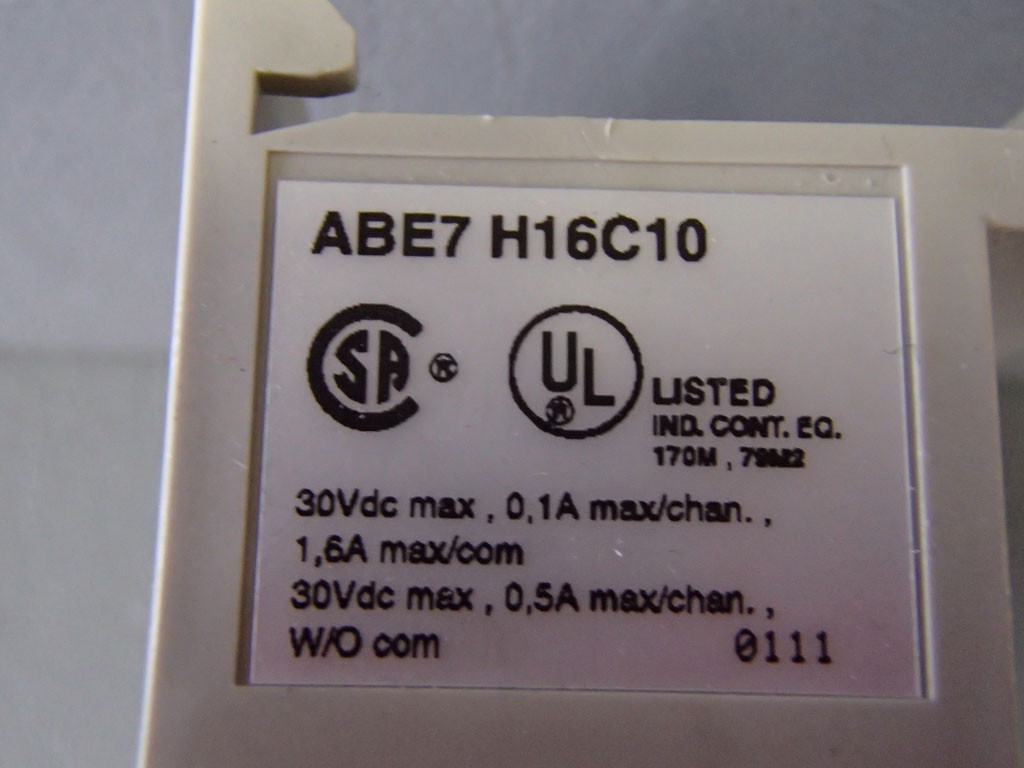 ABE7 H16C10
SA ® UL ®
LISTED
IND. CONT. EQ.
170M , 79M2
30Vdc max , 0,1A max/chan. ,
1,6A max/com
30Vdc max , 0,5A max/chan. ,
W/O com 0111